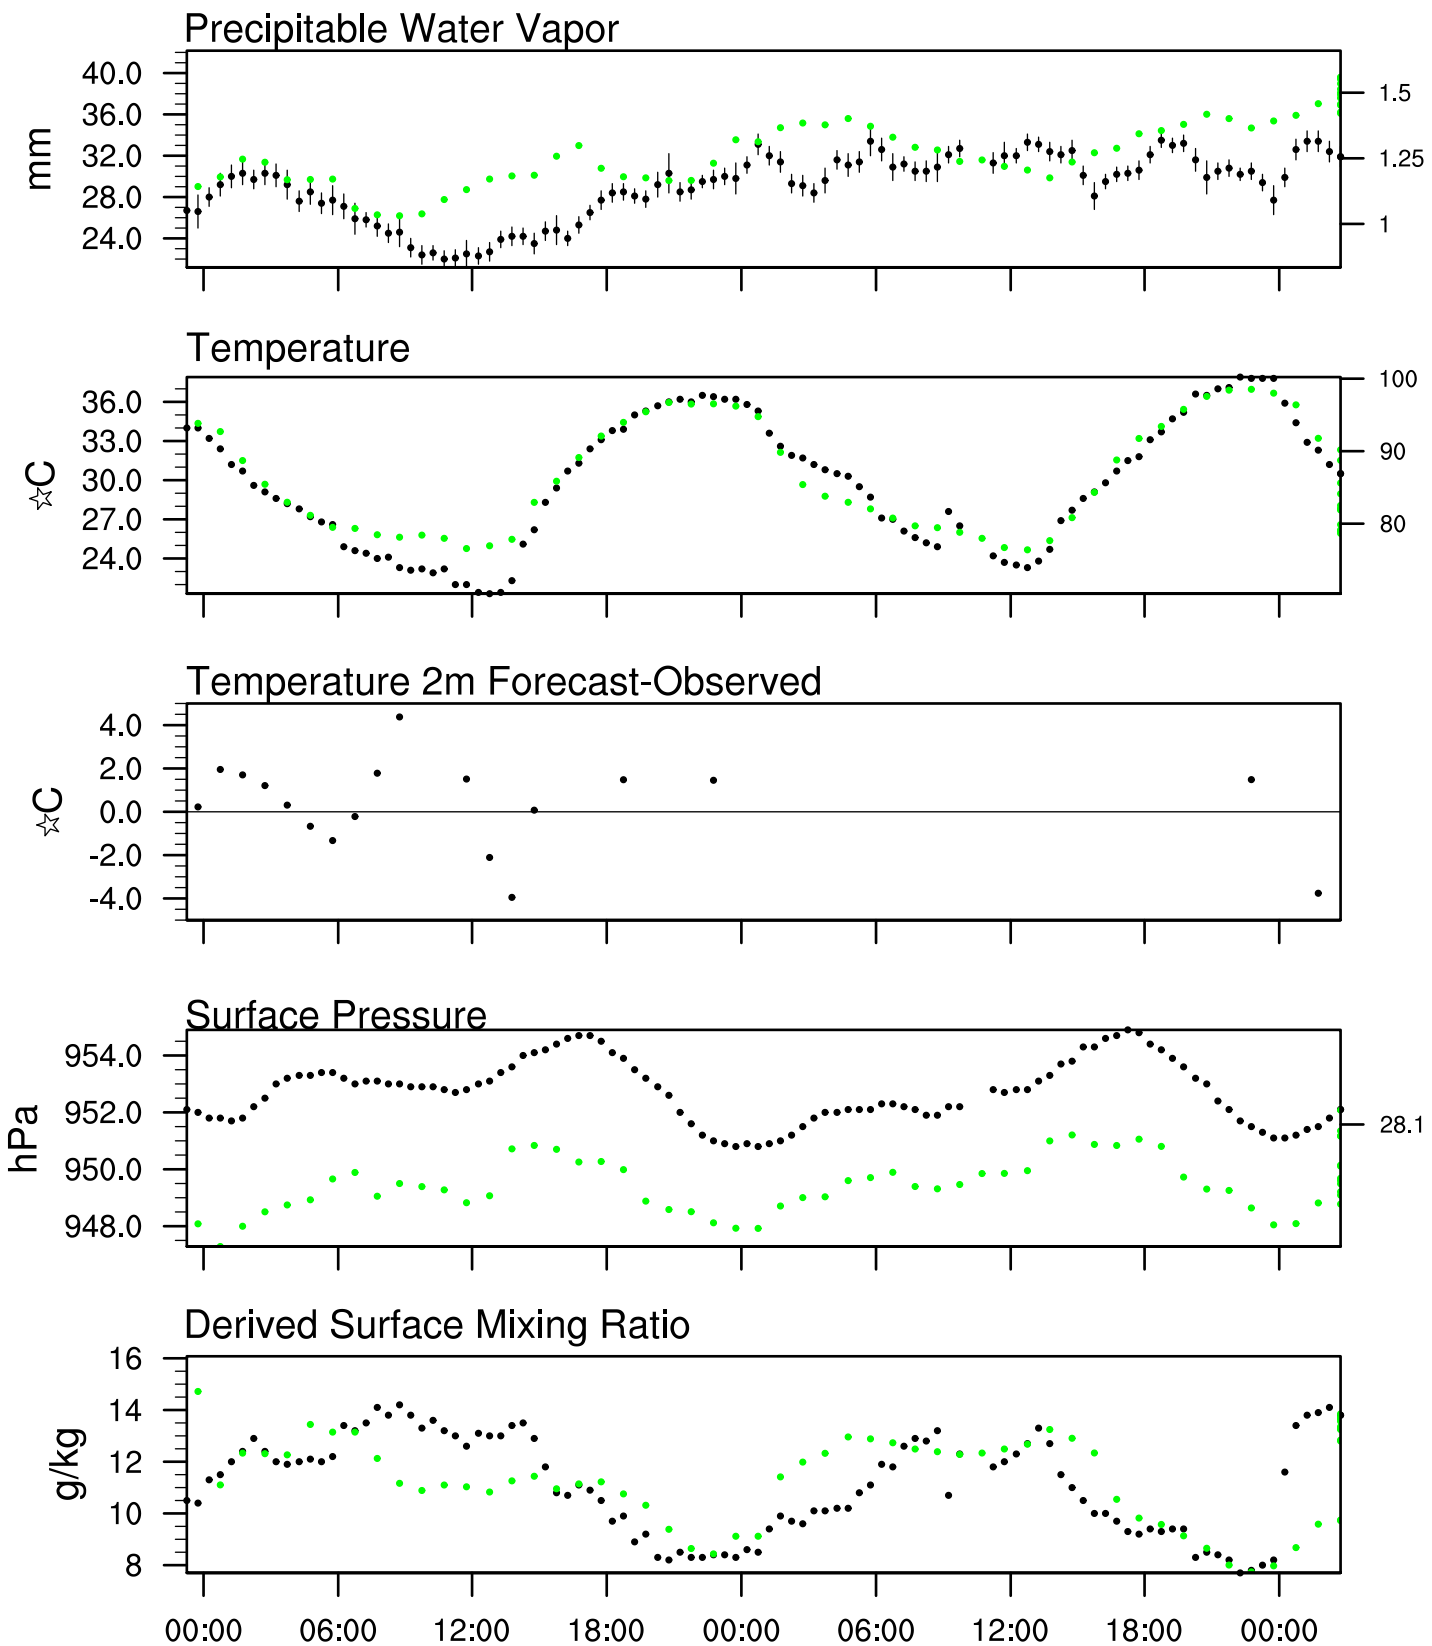 Precipitable Water Vapor
40.0
36.0
32.0
28.0
24.0
mm
1.5
1.25
1
Temperature
36.0
33.0
30.0
27.0
24.0
☆C
100
90
80
Temperature 2m Forecast-Observed
4.0
2.0
0.0
-2.0
-4.0
☆C
Surface Pressure
954.0
952.0
950.0
948.0
hPa
28.1
Derived Surface Mixing Ratio
16
14
12
10
8
g/kg
00:00 06:00 12:00 18:00 00:00 06:00 12:00 18:00 00:00